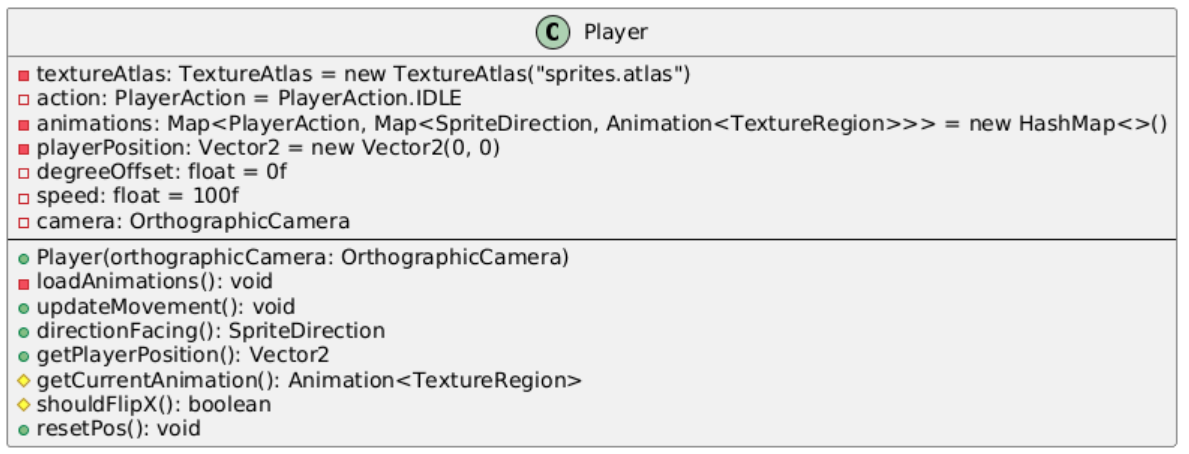 C Player
textureAtlas: TextureAtlas = new TextureAtlas("sprites.atlas")
action: PlayerAction = PlayerAction.IDLE
animations: Map<PlayerAction, Map<SpriteDirection, Animation<TextureRegion>>> = new HashMap<>()
playerPosition: Vector2 = new Vector2(0, 0)
degreeOffset: float = 0f
speed: float = 100f
camera: OrthographicCamera
Player(orthographicCamera: OrthographicCamera)
loadAnimations(): void
updateMovement(): void
directionFacing(): SpriteDirection
getPlayerPosition(): Vector2
getCurrentAnimation(): Animation<TextureRegion>
shouldFlipX(): boolean
resetPos(): void